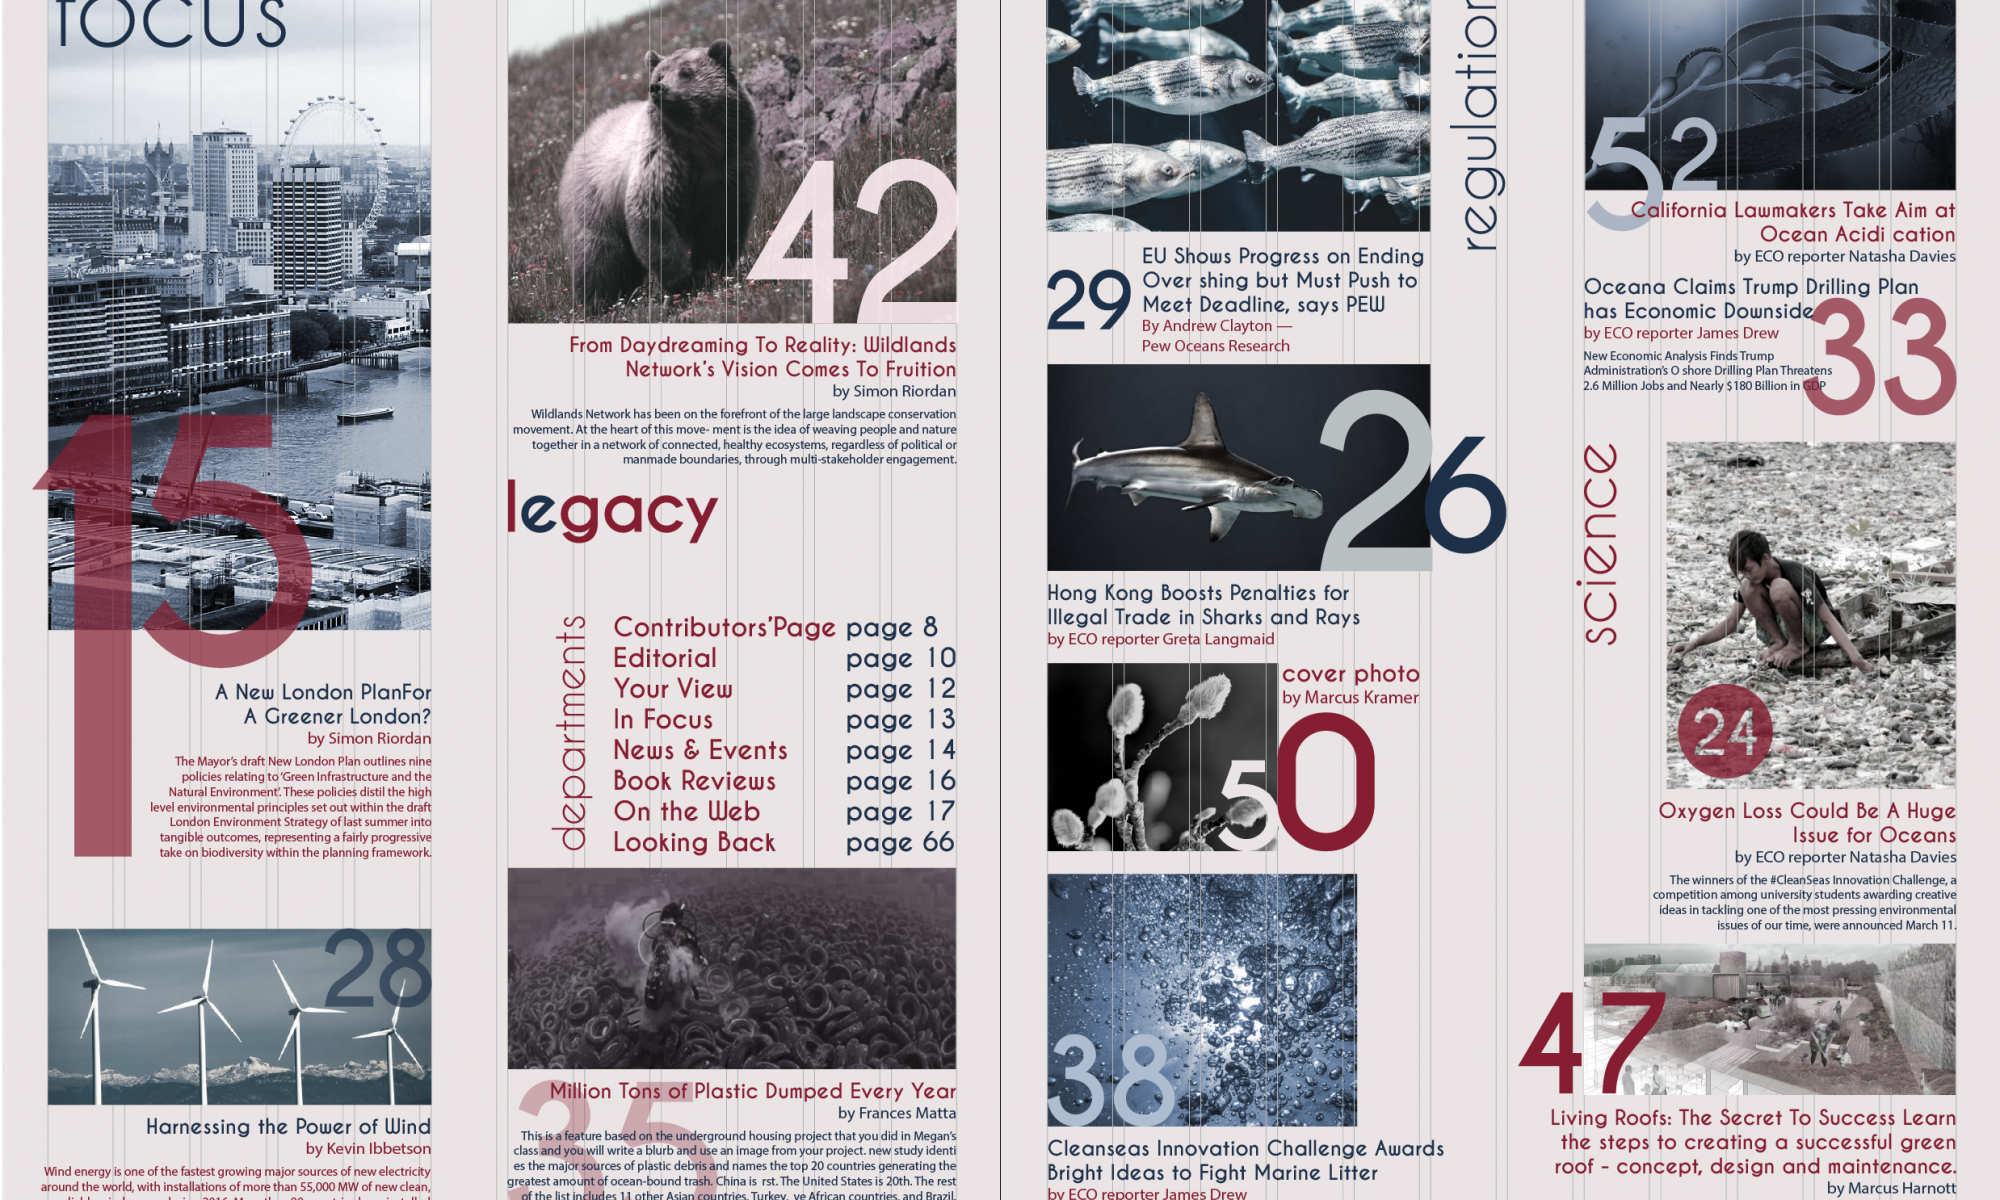 focus
15
A New London PlanFor
A Greener London?
by Simon Riordan
The Mayor's draft New London Plan outlines nine
policies relating to 'Green Infrastructure and the
Natural Environment'. These policies distil the high
level environmental principles set out within the draft
London Environment Strategy of last summer into
tangible outcomes, representing a fairly progressive
take on biodiversity within the planning framework.
28
Harnessing the Power of Wind
by Kevin Ibbetson
Wind energy is one of the fastest growing major sources of new electricity
around the world, with installations of more than 55,000 MW of new clean,
42
From Daydreaming To Reality: Wildlands
Network's Vision Comes To Fruition
by Simon Riordan
Wildlands Network has been on the forefront of the large landscape conservation
movement. At the heart of this move- ment is the idea of weaving people and nature
together in a network of connected, healthy ecosystems, regardless of political or
manmade boundaries, through multi-stakeholder engagement.
legacy
departments
Contributors'Page page 8
Editorial page 10
Your View page 12
In Focus page 13
News & Events page 14
Book Reviews page 16
On the Web page 17
Looking Back page 66
35
Million Tons of Plastic Dumped Every Year
by Frances Matta
This is a feature based on the underground housing project that you did in Megan's
class and you will write a blurb and use an image from your project. new study identi
es the major sources of plastic debris and names the top 20 countries generating the
greatest amount of ocean-bound trash. China is rst. The United States is 20th. The rest
of the list includes 11 other Asian countries, Turkey, ve African countries, and Brazil.
regulation
29
EU Shows Progress on Ending
Over shing but Must Push to
Meet Deadline, says PEW
By Andrew Clayton —
Pew Oceans Research
26
Hong Kong Boosts Penalties for
Illegal Trade in Sharks and Rays
by ECO reporter Greta Langmaid
cover photo
by Marcus Kramer
50
38
Cleanseas Innovation Challenge Awards
Bright Ideas to Fight Marine Litter
by ECO reporter James Drew
52
California Lawmakers Take Aim at
Ocean Acidi cation
by ECO reporter Natasha Davies
Oceana Claims Trump Drilling Plan
has Economic Downside
by ECO reporter James Drew
33
New Economic Analysis Finds Trump
Administration's O shore Drilling Plan Threatens
2.6 Million Jobs and Nearly $180 Billion in GDP
science
24
Oxygen Loss Could Be A Huge
Issue for Oceans
by ECO reporter Natasha Davies
The winners of the #CleanSeas Innovation Challenge, a
competition among university students awarding creative
ideas in tackling one of the most pressing environmental
issues of our time, were announced March 11.
47
Living Roofs: The Secret To Success Learn
the steps to creating a successful green
roof - concept, design and maintenance.
by Marcus Harnott